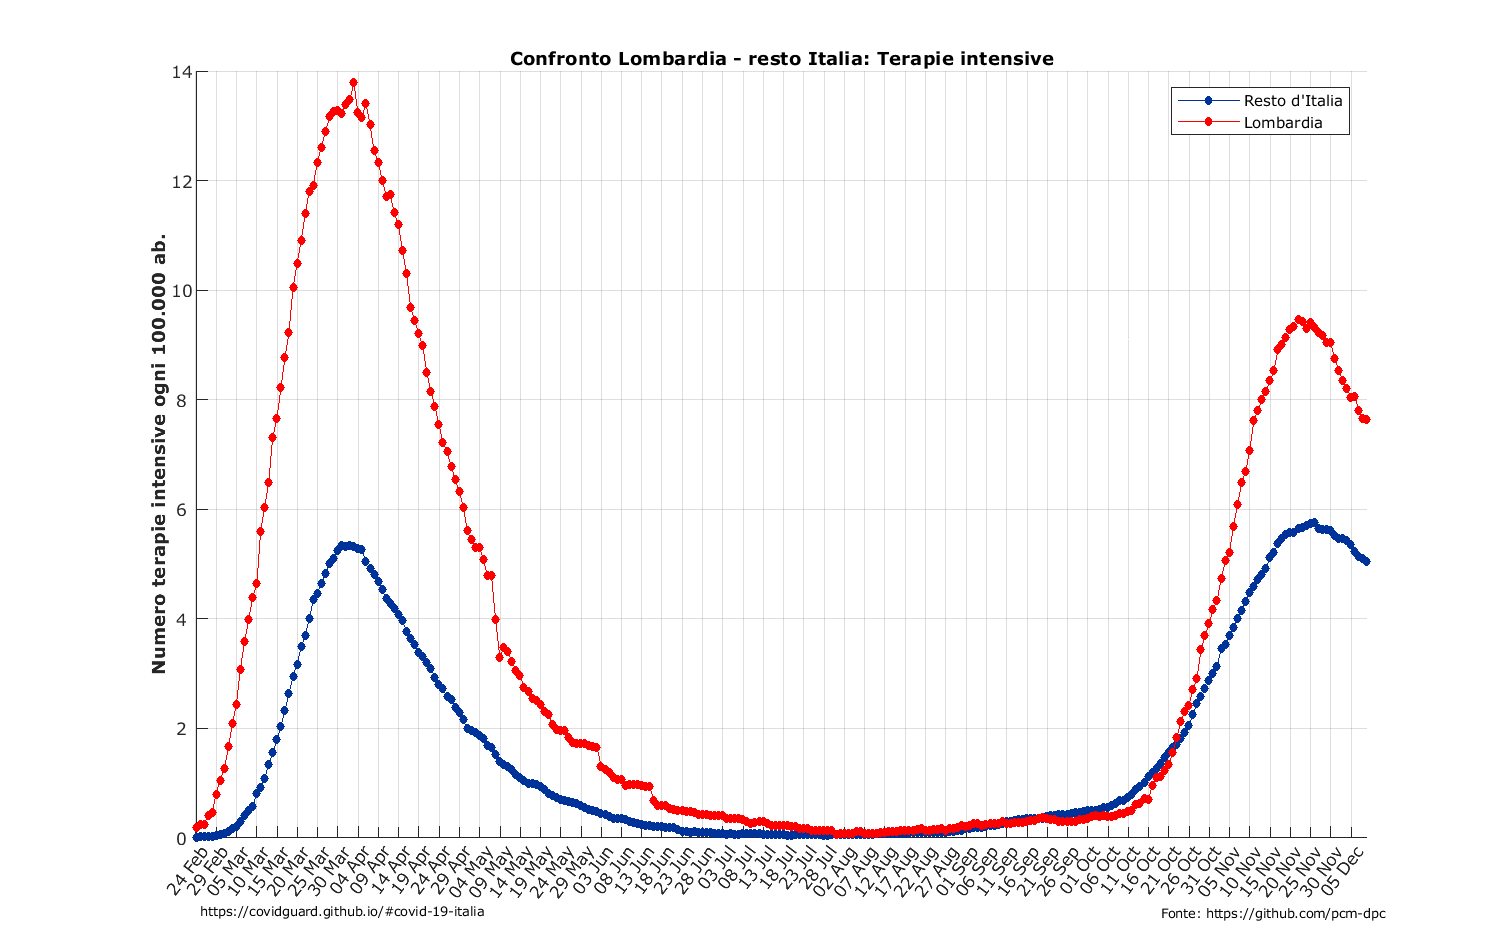 Confronto Lombardia - resto Italia: Terapie intensive
Numero terapie intensive ogni 100.000 ab.
14
12
10
8
6
4
2
0
Resto d'Italia
Lombardia
24 Feb
29 Feb
05 Mar
10 Mar
15 Mar
20 Mar
25 Mar
30 Mar
04 Apr
09 Apr
14 Apr
19 Apr
24 Apr
29 Apr
04 May
09 May
14 May
19 May
24 May
29 May
03 Jun
08 Jun
13 Jun
18 Jun
23 Jun
28 Jun
03 Jul
08 Jul
13 Jul
18 Jul
23 Jul
28 Jul
02 Aug
07 Aug
12 Aug
17 Aug
22 Aug
27 Aug
01 Sep
06 Sep
11 Sep
16 Sep
21 Sep
26 Sep
01 Oct
06 Oct
11 Oct
16 Oct
21 Oct
26 Oct
31 Oct
05 Nov
10 Nov
15 Nov
20 Nov
25 Nov
30 Nov
05 Dec
https://covidguard.github.io/#covid-19-italia
Fonte: https://github.com/pcm-dpc